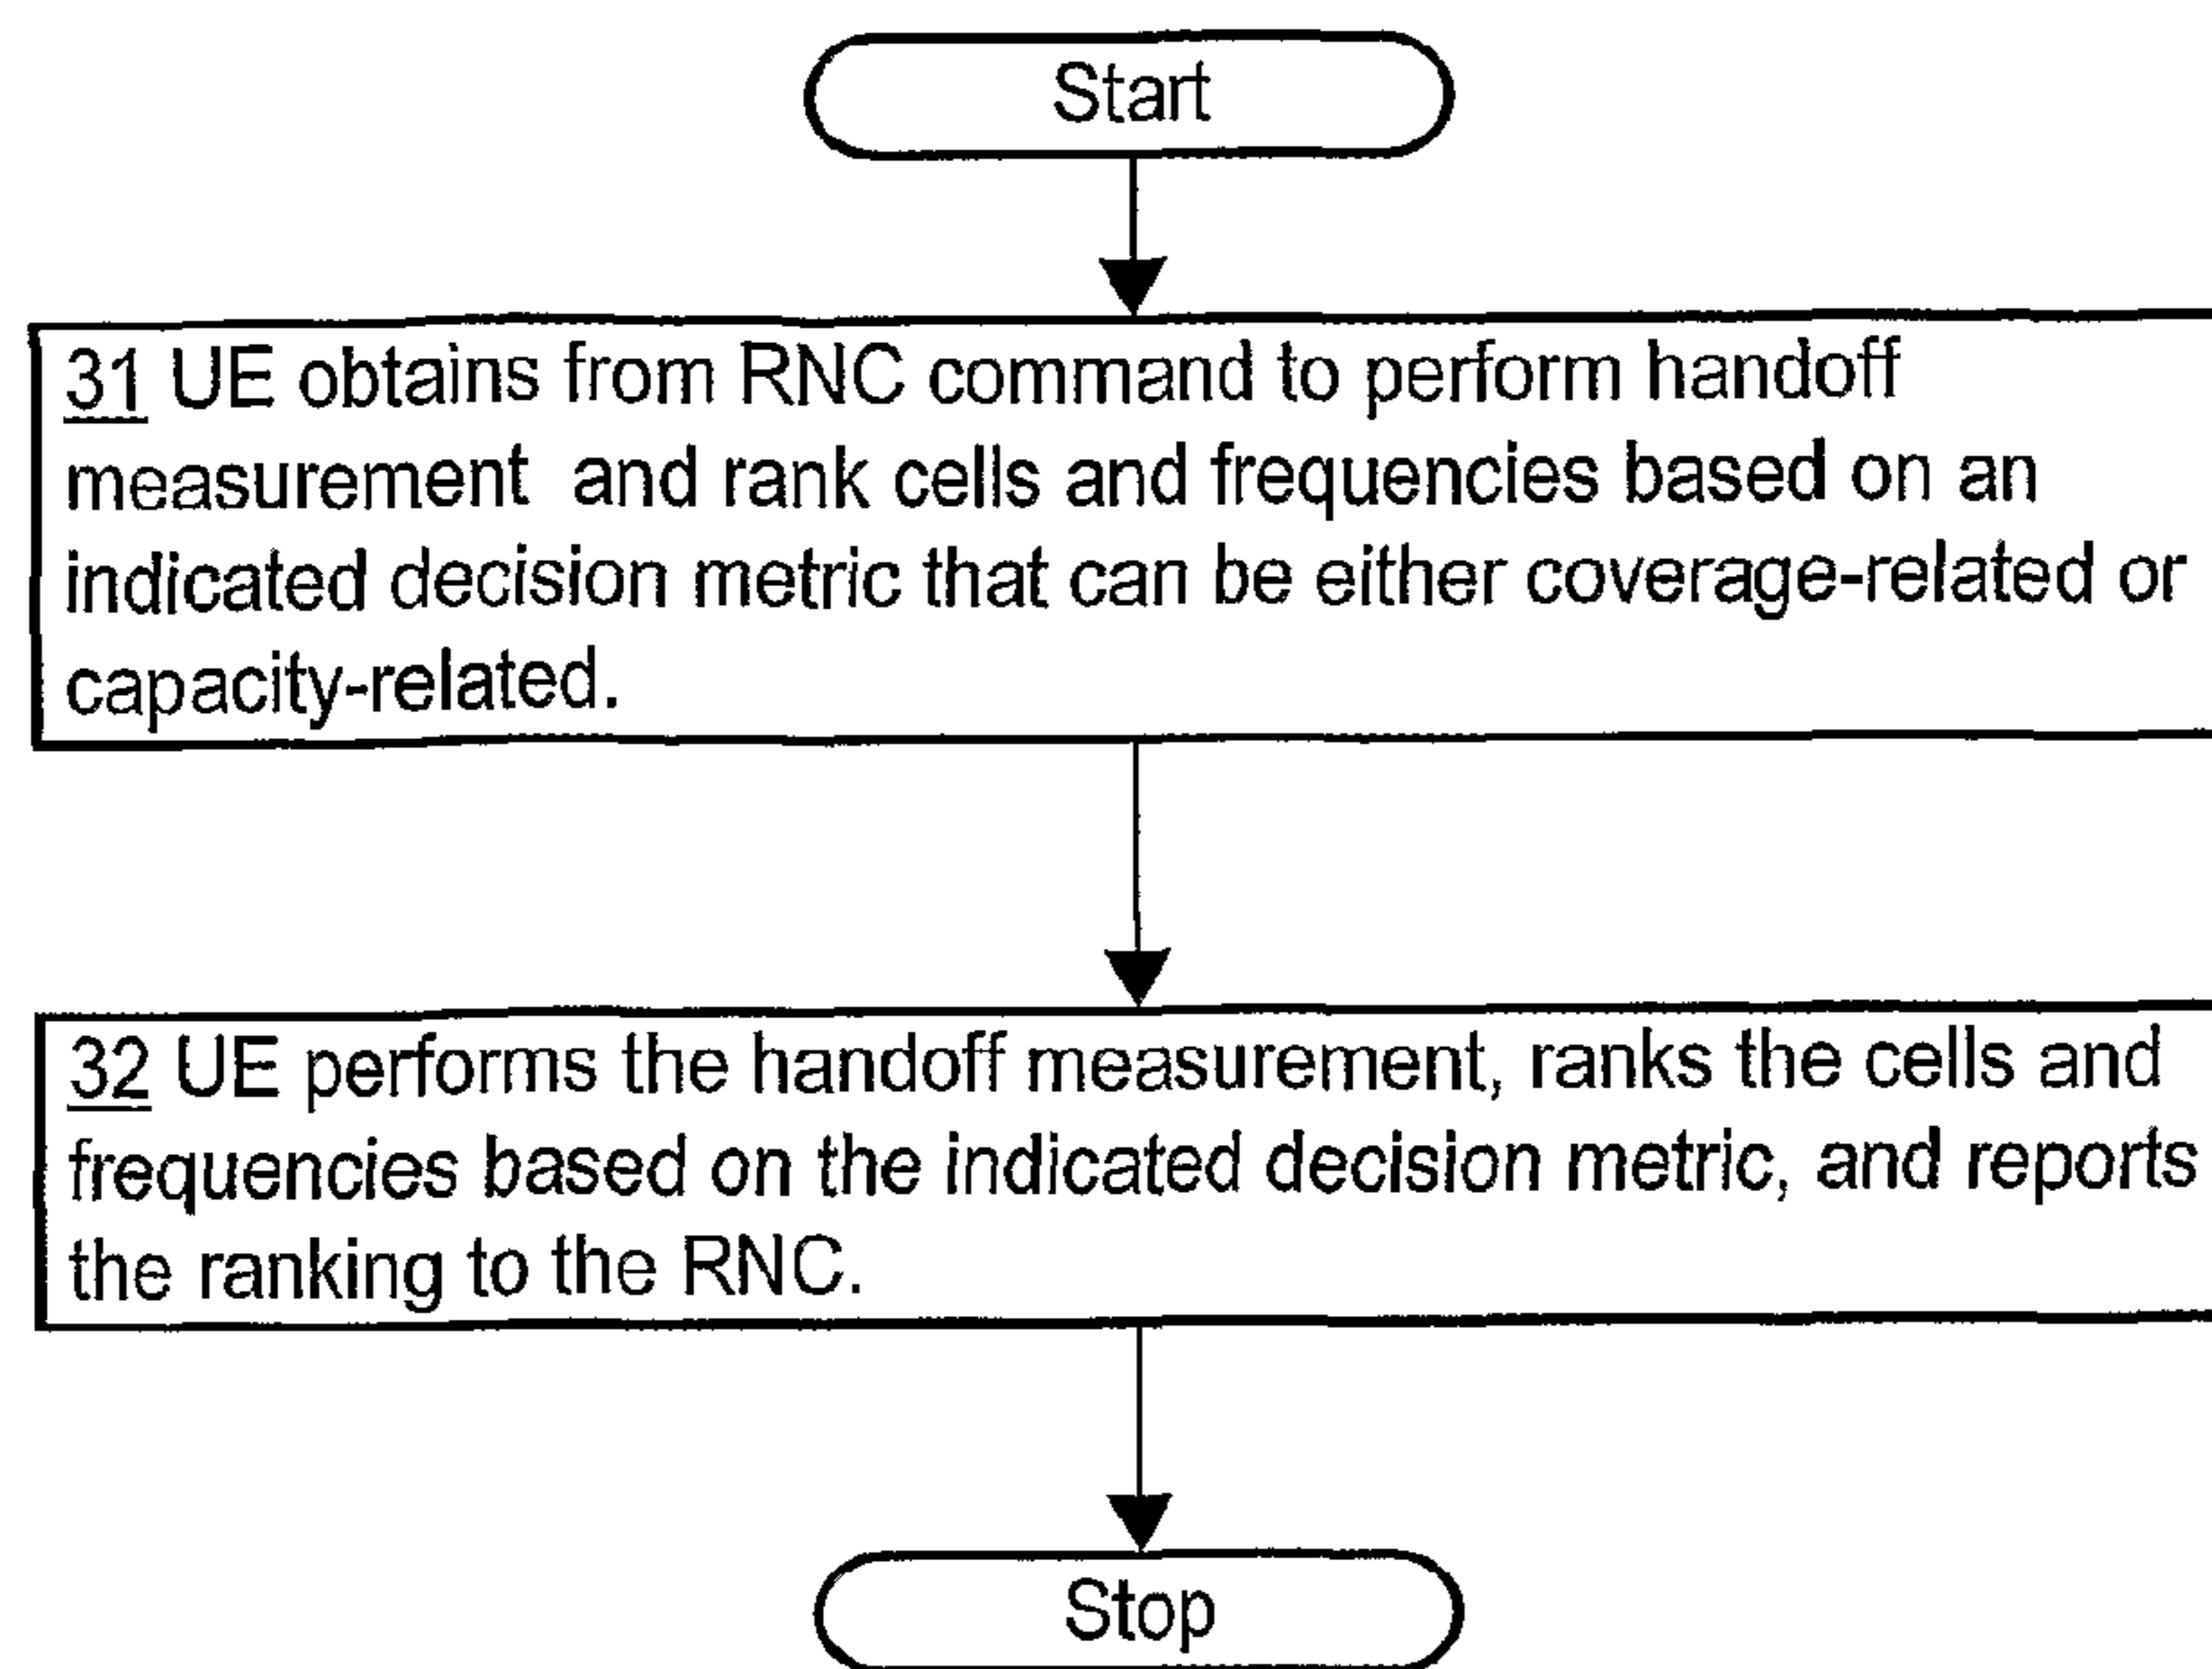 Start
31 UE obtains from RNC command to perform handoff
measurement and rank cells and frequencies based on an
indicated decision metric that can be either coverage-related or
capacity-related.
32 UE performs the handoff measurement, ranks the cells and
frequencies based on the indicated decision metric, and reports
the ranking to the RNC.
Stop